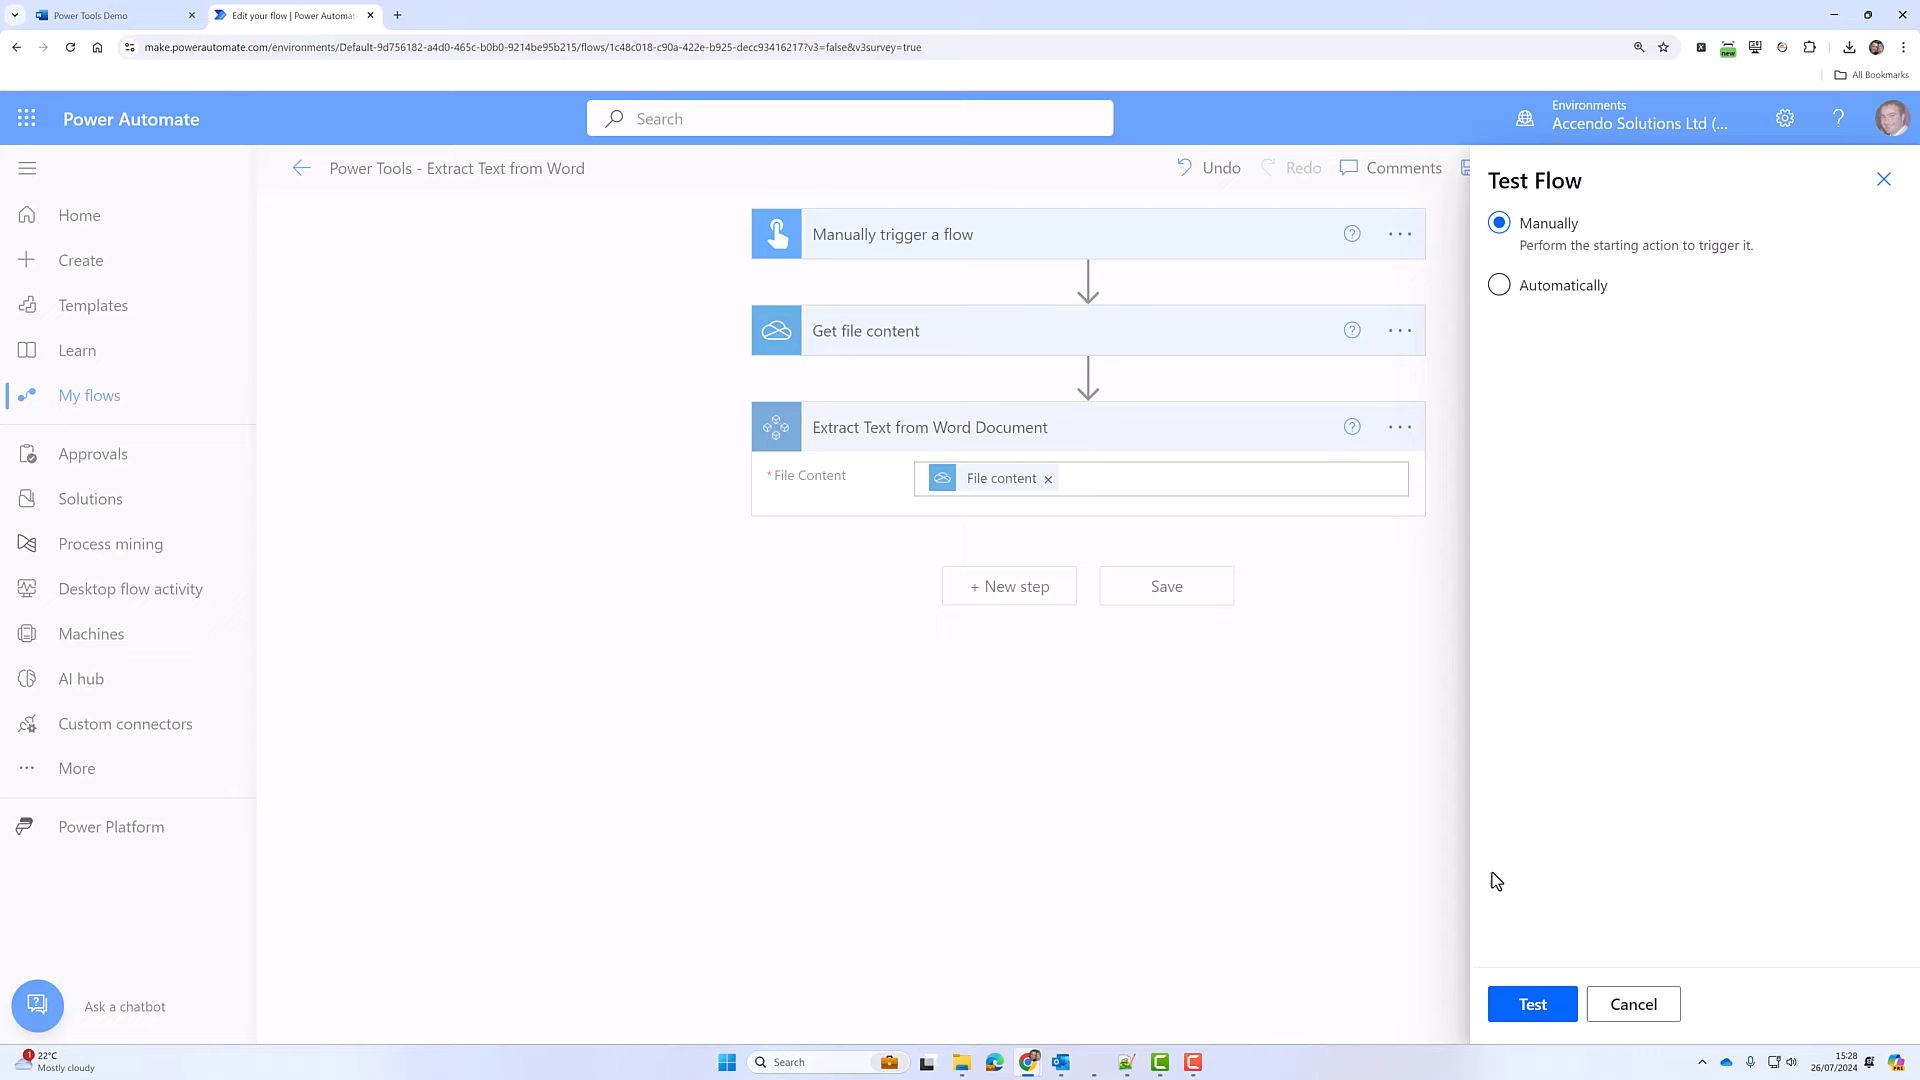 Power Tools Demo
Edit your flow | Power Automat
make.powerautomate.com/environments/Default-9d756182-a4d0-465c-b0b0-9214be95b215/flows/1c48c018-c90a-422e-b925-decc93416217?v3=false&v3survey=true
new
All Bookmarks
Power Automate
Search
Environments
Accendo Solutions Ltd (...
Power Tools - Extract Text from Word
Undo
Redo
Comments
Home
Create
Templates
Learn
My flows
Approvals
Solutions
Process mining
Desktop flow activity
Machines
AI hub
Custom connectors
More
Power Platform
Ask a chatbot
Manually trigger a flow
Get file content
Extract Text from Word Document
* File Content
File content
+ New step
Save
Test Flow
Manually
Perform the starting action to trigger it.
Automatically
Test
Cancel
1
22°C
Mostly cloudy
Search
15:28
26/07/2024
PRE